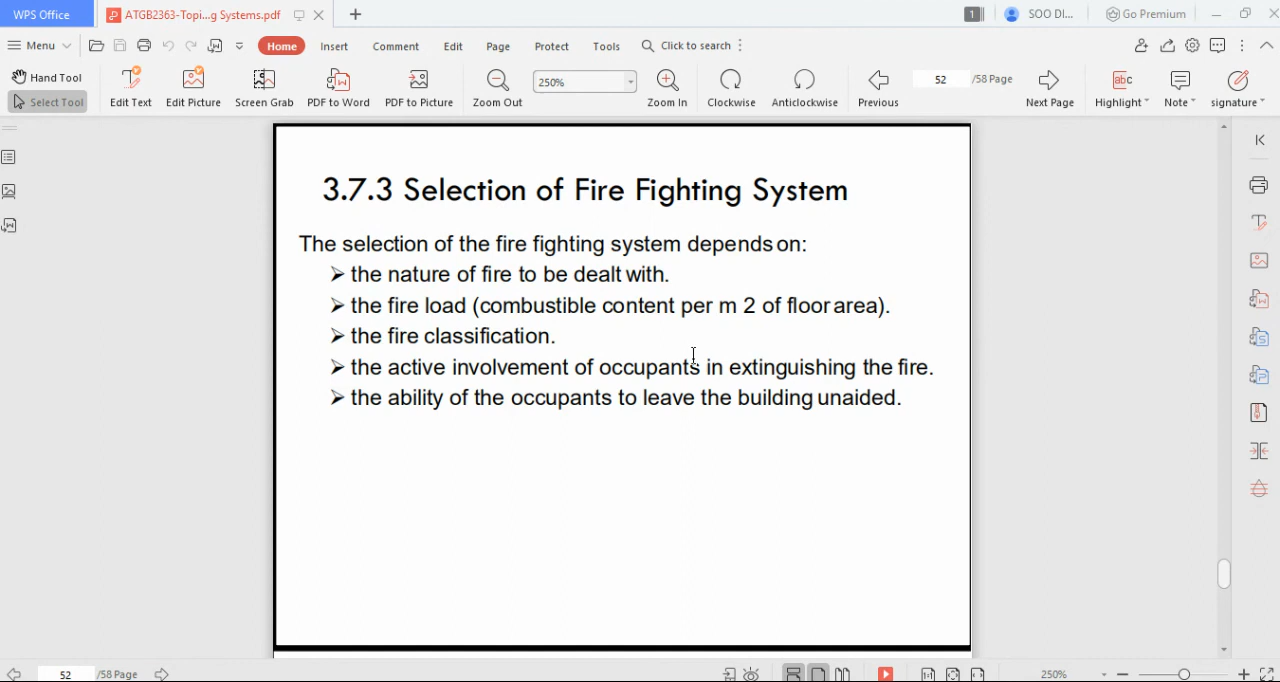 WPS Office
ATGB2363-Topi...g Systems.pdf
1
SOO DI...
Go Premium
Menu
Home
Insert
Comment
Edit
Page
Protect
Tools
Click to search
Hand Tool
Select Tool
Edit Text
Edit Picture
Screen Grab
PDF to Word
PDF to Picture
Zoom Out
250%
Zoom In
Clockwise
Anticlockwise
Previous
52 /58 Page
Next Page
abc
Highlight
Note
signature
3.7.3 Selection of Fire Fighting System
The selection of the fire fighting system depends on:
➢ the nature of fire to be dealt with.
➢ the fire load (combustible content per m 2 of floor area).
➢ the fire classification.
➢ the active involvement of occupants in extinguishing the fire.
➢ the ability of the occupants to leave the building unaided.
52 /58 Page
250%